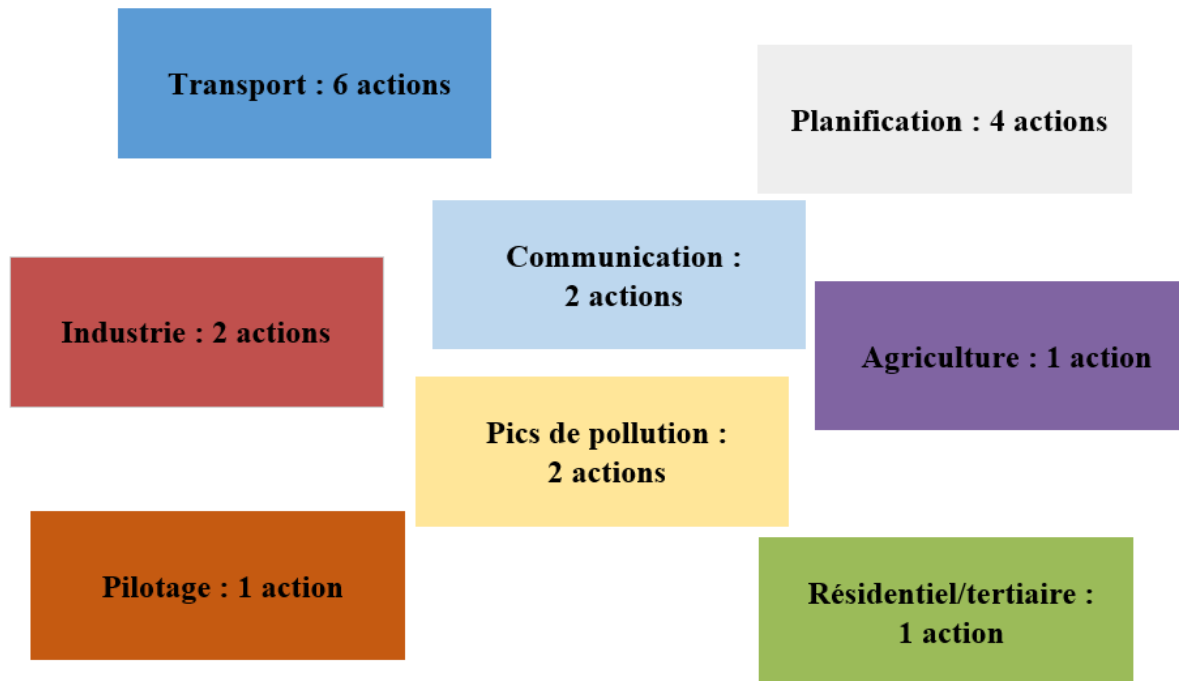 Transport : 6 actions
Planification : 4 actions
Communication :
2 actions
Industrie : 2 actions
Agriculture : 1 action
Pics de pollution :
2 actions
Pilotage : 1 action
Résidentiel/tertiaire :
1 action